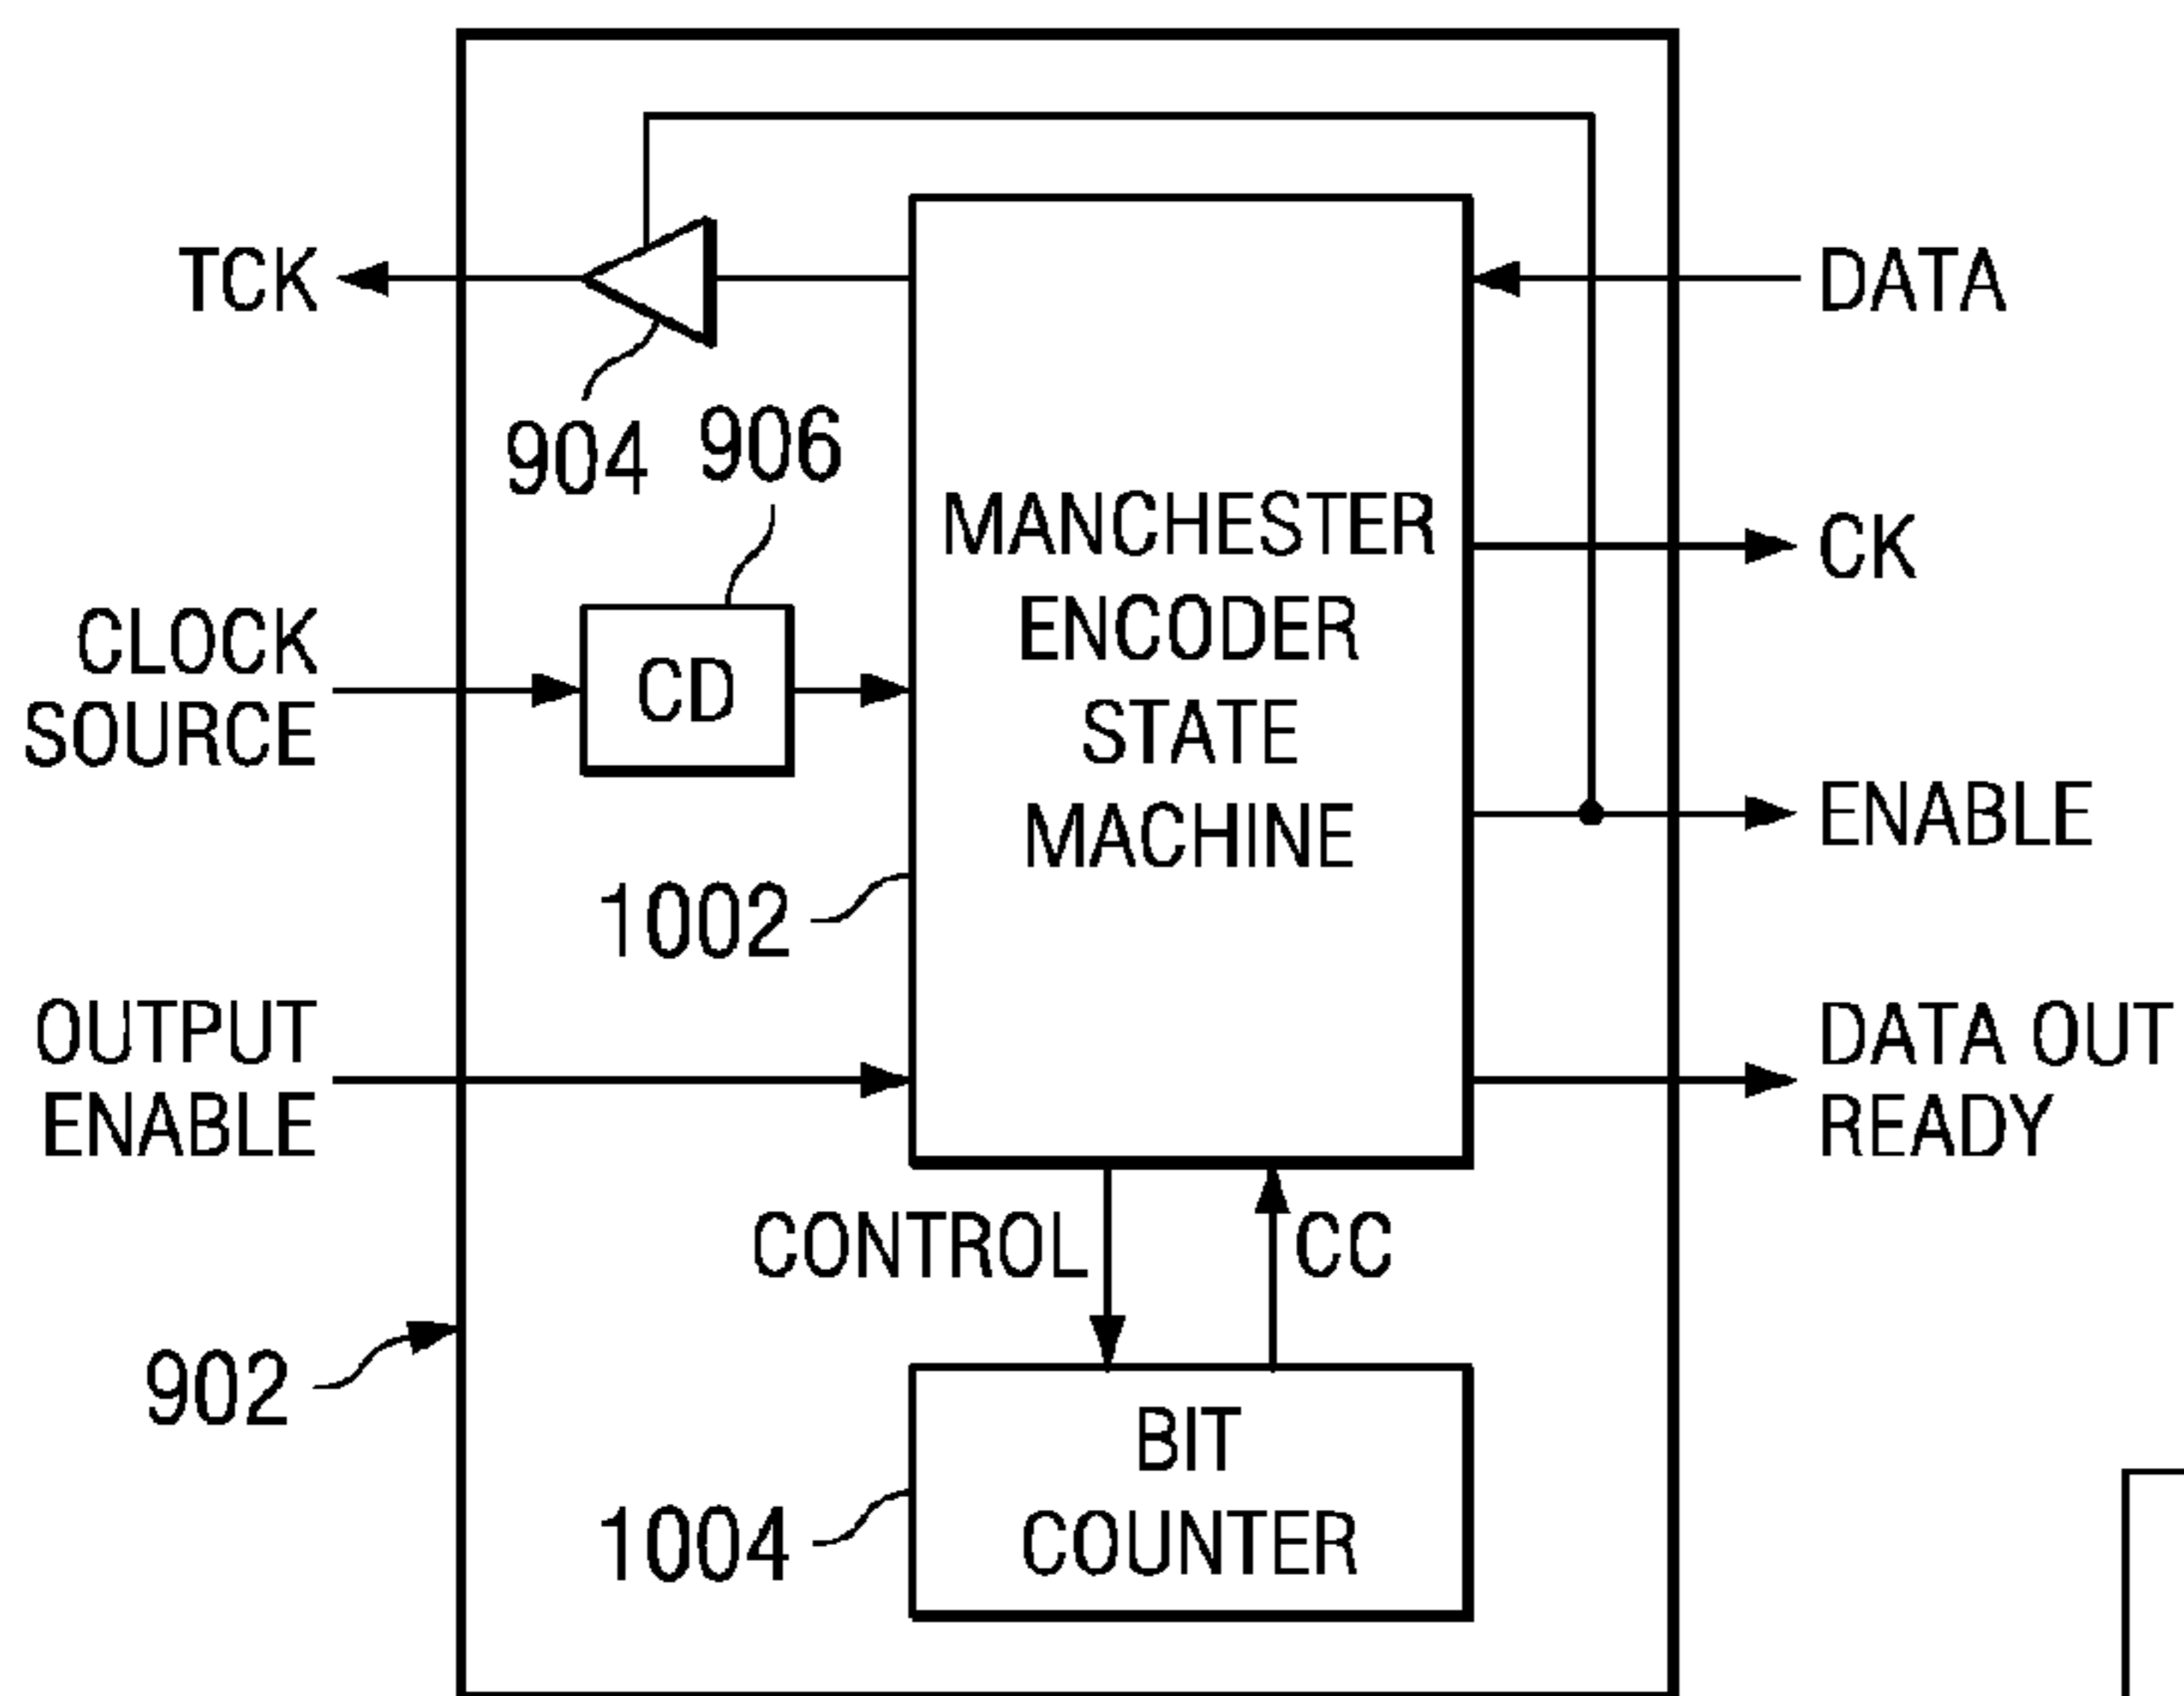 TCK
DATA
904
906
MANCHESTER
ENCODER
STATE
MACHINE
CK
CLOCK
SOURCE
CD
ENABLE
1002
OUTPUT
ENABLE
DATA OUT
READY
CONTROL
CC
902
BIT
COUNTER
1004